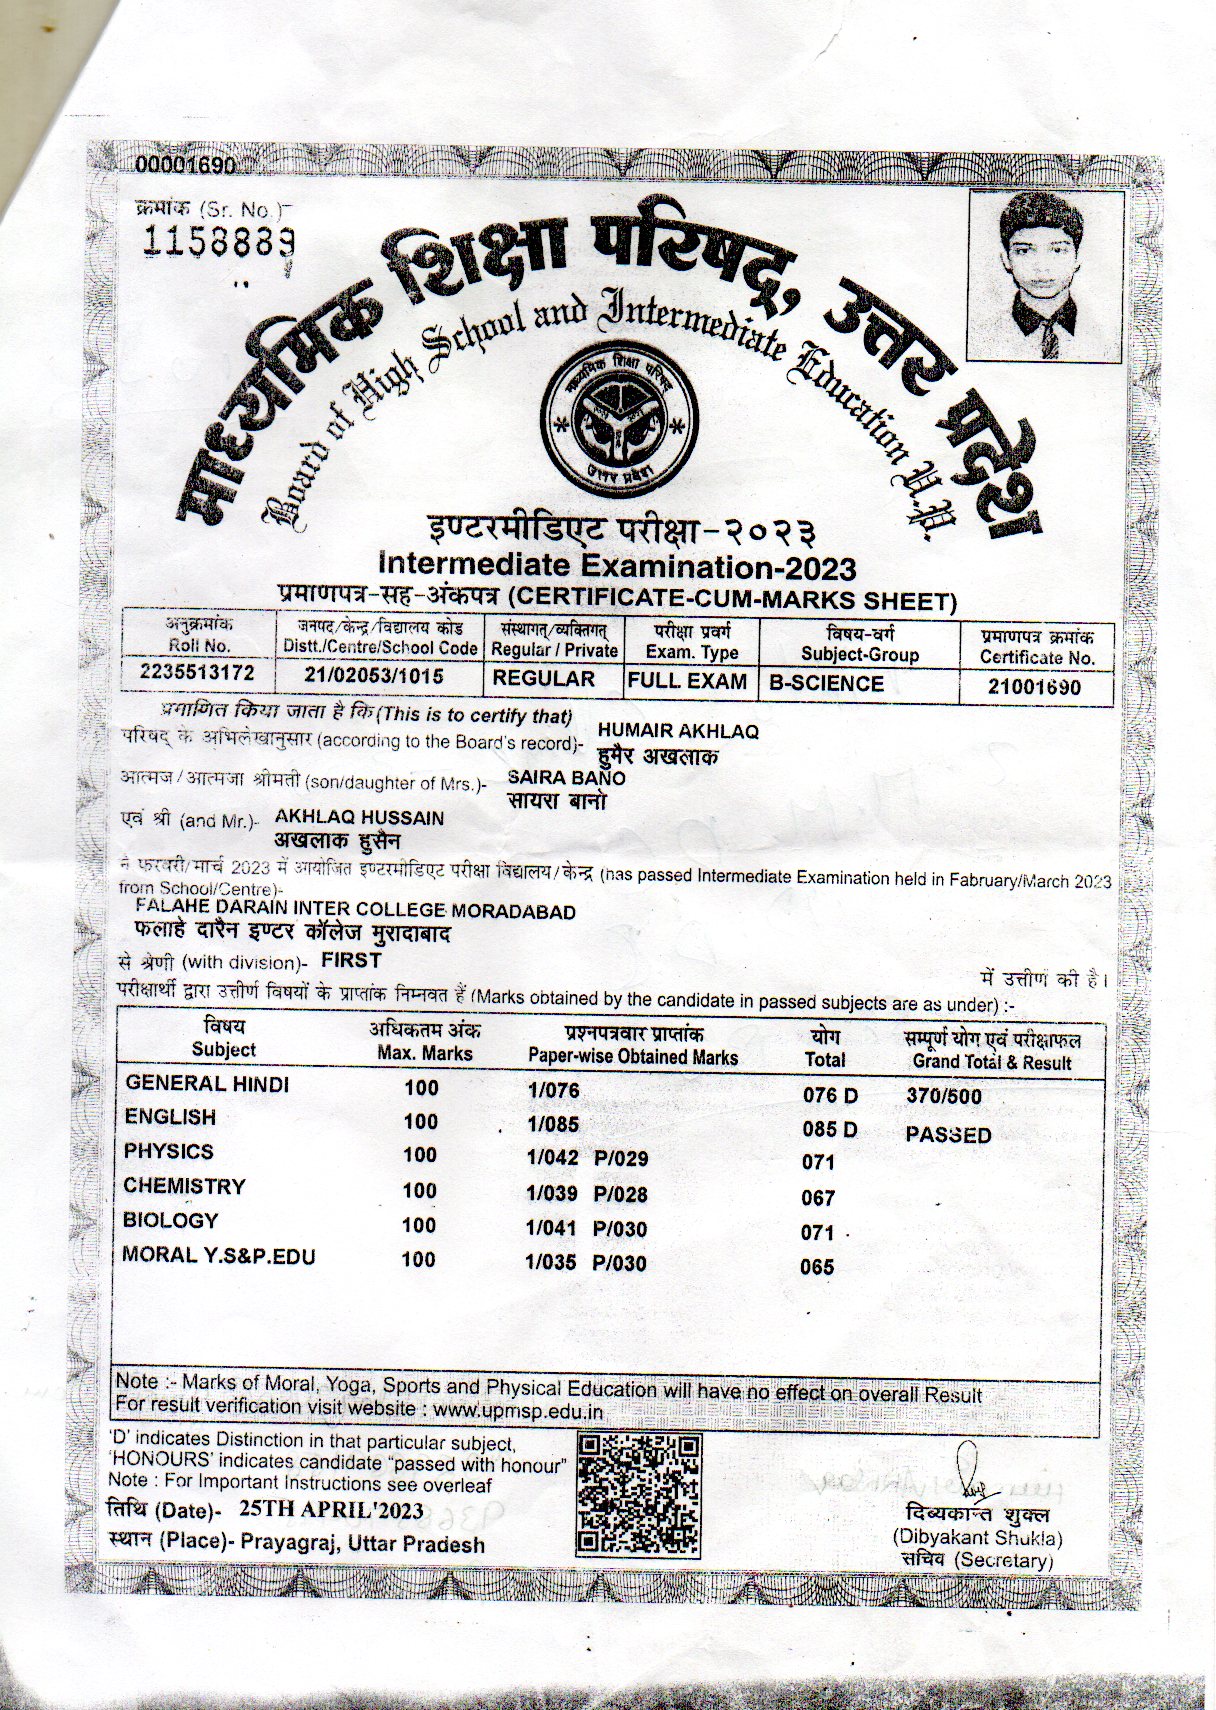 00001690
क्रमांक (Sr. No.)-
1158889
माध्यमिक शिक्षा परिषद्, उत्तर प्रदेश
Board of High School and Intermediate Education U.P.
माध्यमिक शिक्षा परिषद
उत्तर प्रदेश
इण्टरमीडिएट परीक्षा-२०२३
Intermediate Examination-2023
प्रमाणपत्र-सह-अंकपत्र (CERTIFICATE-CUM-MARKS SHEET)
अनुक्रमांक जनपद/केन्द्र/विद्यालय कोड संस्थागत्/व्यक्तिगत् परीक्षा प्रवर्ग विषय-वर्ग प्रमाणपत्र क्रमांक
Roll No. Distt./Centre/School Code Regular / Private Exam. Type Subject-Group Certificate No.
2235513172 21/02053/1015 REGULAR FULL EXAM B-SCIENCE 21001690
प्रमाणित किया जाता है कि (This is to certify that)
परिषद् के अभिलेखानुसार (according to the Board's record)- HUMAIR AKHLAQ
हुमैर अखलाक
आत्मज/आत्मजा श्रीमती (son/daughter of Mrs.)- SAIRA BANO
सायरा बानो
एवं श्री (and Mr.)- AKHLAQ HUSSAIN
अखलाक हुसैन
ने फरवरी/मार्च 2023 में आयोजित इण्टरमीडिएट परीक्षा विद्यालय/केन्द्र (has passed Intermediate Examination held in Fabruary/March 2023
from School/Centre)-
FALAHE DARAIN INTER COLLEGE MORADABAD
फलाहे दारैन इण्टर कॉलेज मुरादाबाद
से श्रेणी (with division)- FIRST में उत्तीर्ण की है।
परीक्षार्थी द्वारा उत्तीर्ण विषयों के प्राप्तांक निम्नवत हैं (Marks obtained by the candidate in passed subjects are as under) :-
विषय अधिकतम अंक प्रश्नपत्रवार प्राप्तांक योग सम्पूर्ण योग एवं परीक्षाफल
Subject Max. Marks Paper-wise Obtained Marks Total Grand Total & Result
GENERAL HINDI 100 1/076 076 D 370/500
ENGLISH 100 1/085 085 D PASSED
PHYSICS 100 1/042 P/029 071
CHEMISTRY 100 1/039 P/028 067
BIOLOGY 100 1/041 P/030 071
MORAL Y.S&P.EDU 100 1/035 P/030 065
Note :- Marks of Moral, Yoga, Sports and Physical Education will have no effect on overall Result
For result verification visit website : www.upmsp.edu.in
'D' indicates Distinction in that particular subject,
'HONOURS' indicates candidate "passed with honour"
Note : For Important Instructions see overleaf
तिथि (Date)- 25TH APRIL'2023
स्थान (Place)- Prayagraj, Uttar Pradesh
दिब्यकान्त शुक्ल
(Dibyakant Shukla)
सचिव (Secretary)